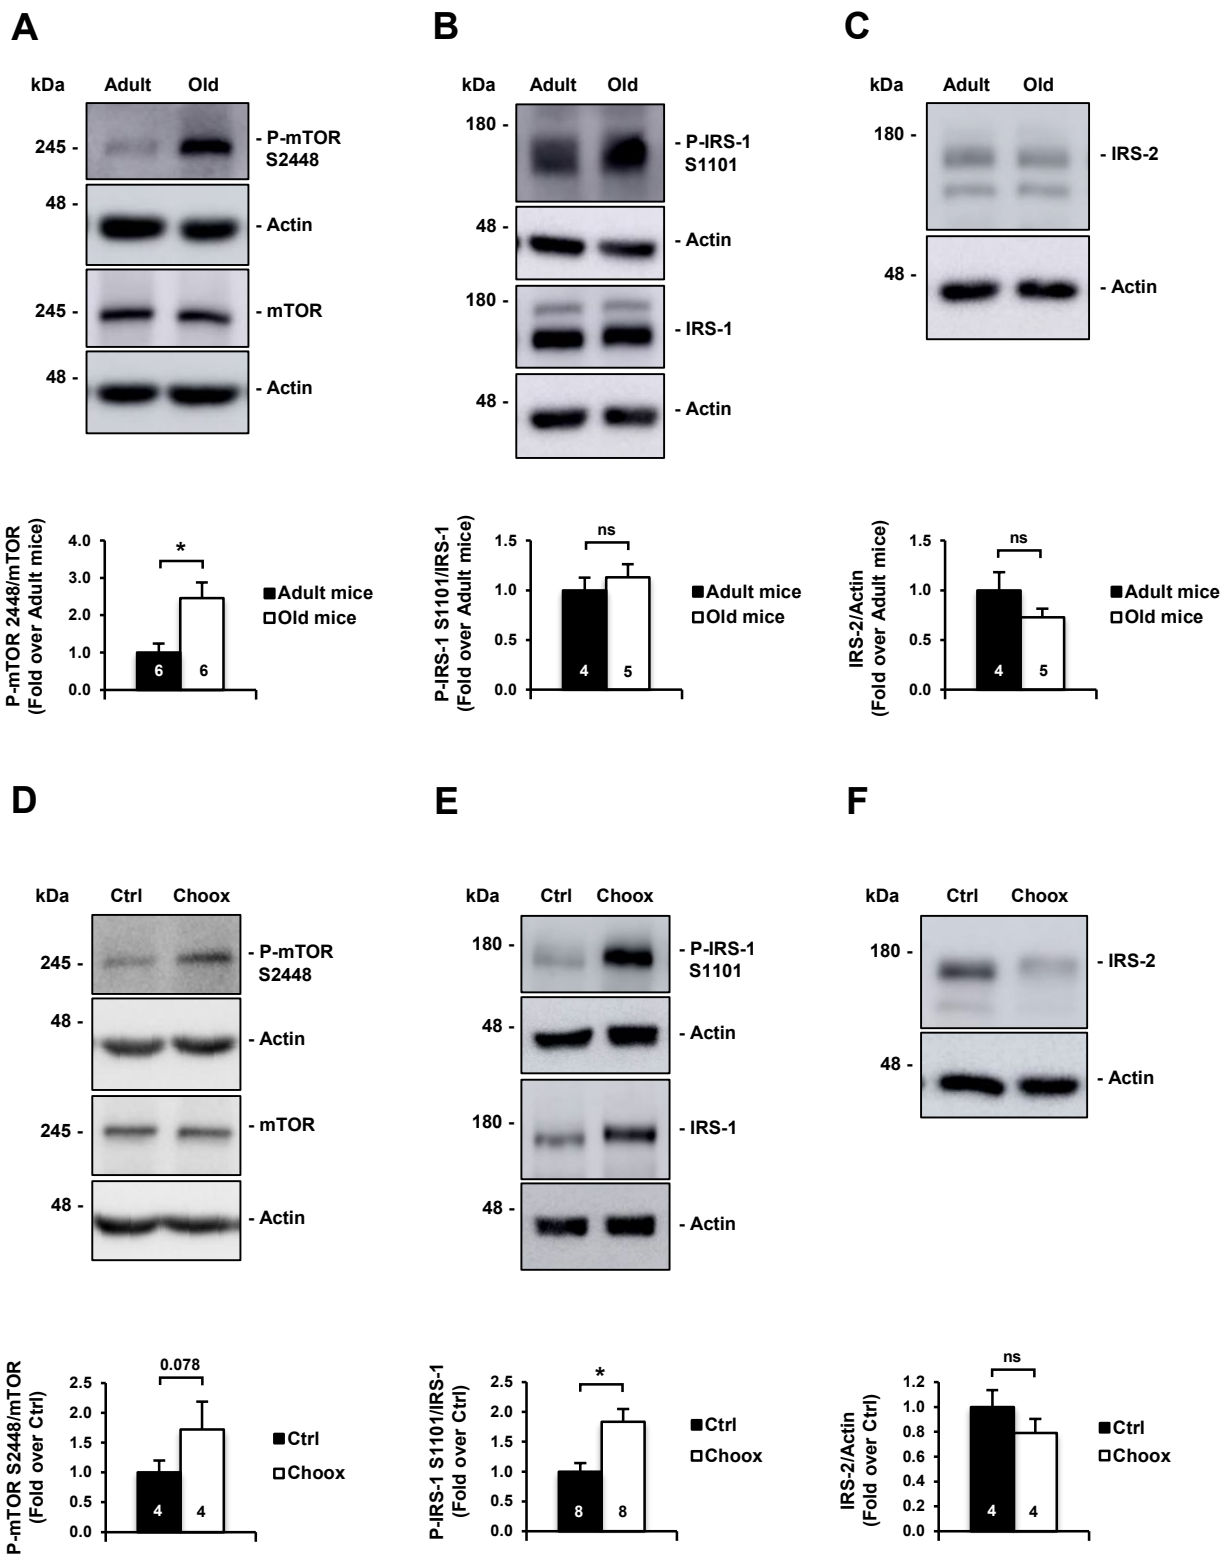 A
kDa Adult Old
245 - - P-mTOR
S2448
48 - - Actin
245 - - mTOR
48 - - Actin
P-mTOR 2448/mTOR
(Fold over Adult mice)
4.0
3.0
2.0
1.0
0.0
*
6 6
Adult mice
Old mice
B
kDa Adult Old
180 - - P-IRS-1
S1101
48 - - Actin
180 - - IRS-1
48 - - Actin
P-IRS-1 S1101/IRS-1
(Fold over Adult mice)
1.5
1.0
0.5
0.0
ns
4 5
Adult mice
Old mice
C
kDa Adult Old
180 - - IRS-2
48 - - Actin
IRS-2/Actin
(Fold over Adult mice)
1.5
1.0
0.5
0.0
ns
4 5
Adult mice
Old mice
D
kDa Ctrl Choox
245 - - P-mTOR
S2448
48 - - Actin
245 - - mTOR
48 - - Actin
P-mTOR S2448/mTOR
(Fold over Ctrl)
2.5
2.0
1.5
1.0
0.5
0.0
0.078
4 4
Ctrl
Choox
E
kDa Ctrl Choox
180 - - P-IRS-1
S1101
48 - - Actin
180 - - IRS-1
48 - - Actin
P-IRS-1 S1101/IRS-1
(Fold over Ctrl)
2.5
2.0
1.5
1.0
0.5
0.0
*
8 8
Ctrl
Choox
F
kDa Ctrl Choox
180 - - IRS-2
48 - - Actin
IRS-2/Actin
(Fold over Ctrl)
1.2
1.0
0.8
0.6
0.4
0.2
0.0
ns
4 4
Ctrl
Choox